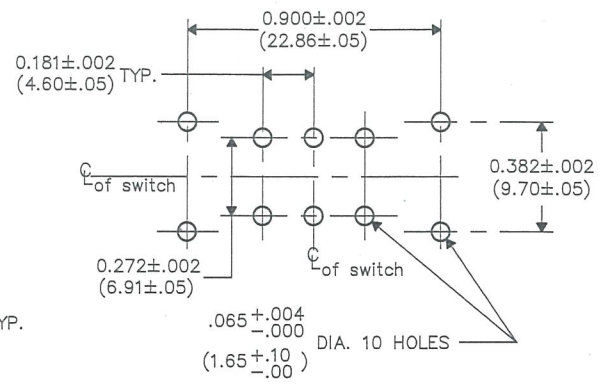 0.900±.002
(22.86±.05)
0.181±.002
(4.60±.05)
TYP.
0.382±.002
(9.70±.05)
℄ of switch
0.272±.002
(6.91±.05)
℄ of switch
YP.
.065 +.004 -.000
(1.65 +.10 -.00)
DIA. 10 HOLES